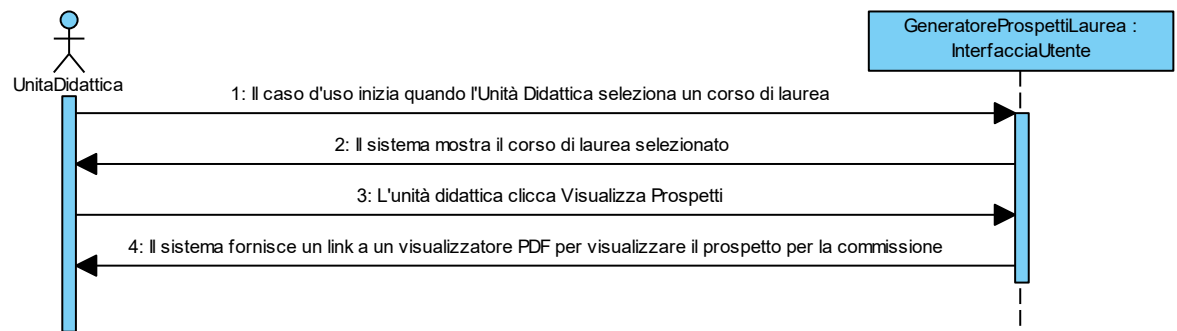 GeneratoreProspettiLaurea :
InterfacciaUtente
UnitaDidattica
1: Il caso d'uso inizia quando l'Unità Didattica seleziona un corso di laurea
2: Il sistema mostra il corso di laurea selezionato
3: L'unità didattica clicca Visualizza Prospetti
4: Il sistema fornisce un link a un visualizzatore PDF per visualizzare il prospetto per la commissione